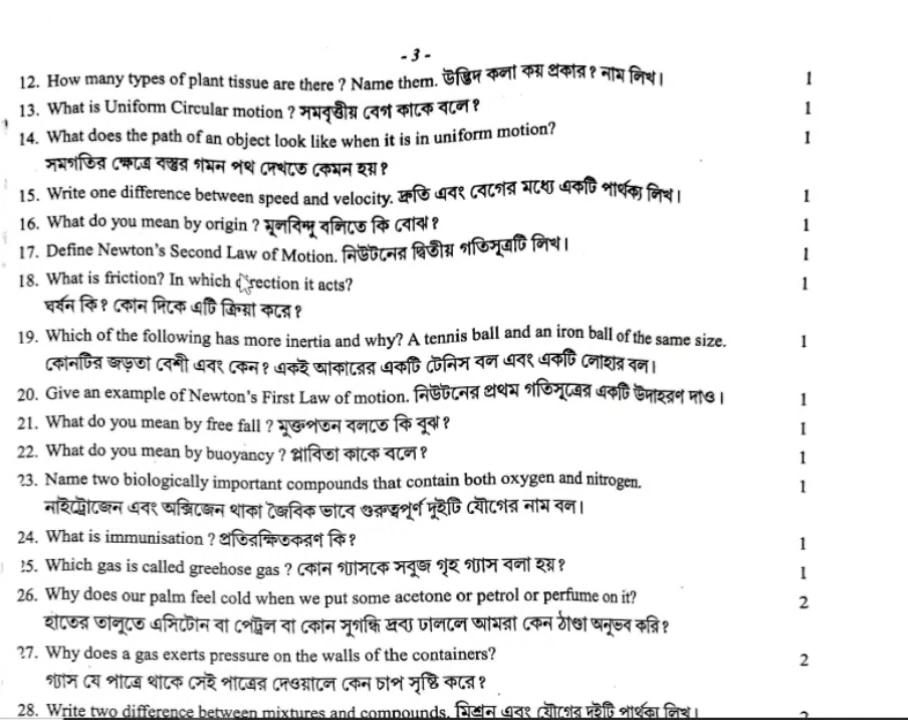 - 3 -
12. How many types of plant tissue are there ? Name them. উদ্ভিদ কলা কয় প্রকার? নাম লিখ। 1
13. What is Uniform Circular motion ? সমবৃত্তীয় বেগ কাকে বলে? 1
14. What does the path of an object look like when it is in uniform motion? 1
সমগতির ক্ষেত্রে বস্তুর গমন পথ দেখতে কেমন হয়?
15. Write one difference between speed and velocity. দ্রুতি এবং বেগের মধ্যে একটি পার্থক্য লিখ। 1
16. What do you mean by origin ? মূলবিন্দু বলিতে কি বোঝ? 1
17. Define Newton's Second Law of Motion. নিউটনের দ্বিতীয় গতিসূত্রটি লিখ। 1
18. What is friction? In which rection it acts? 1
ঘর্ষন কি? কোন দিকে এটি ক্রিয়া করে?
19. Which of the following has more inertia and why? A tennis ball and an iron ball of the same size. 1
কোনটির জড়তা বেশী এবং কেন? একই আকারের একটি টেনিস বল এবং একটি লোহার বল।
20. Give an example of Newton's First Law of motion. নিউটনের প্রথম গতিসূত্রের একটি উদাহরণ দাও। 1
21. What do you mean by free fall ? মুক্তপতন বলতে কি বুঝ? 1
22. What do you mean by buoyancy ? প্লাবিতা কাকে বলে? 1
23. Name two biologically important compounds that contain both oxygen and nitrogen. 1
নাইট্রোজেন এবং অক্সিজেন থাকা জৈবিক ভাবে গুরুত্বপূর্ণ দুইটি যৌগের নাম বল।
24. What is immunisation ? প্রতিরক্ষিতকরণ কি? 1
25. Which gas is called greehose gas ? কোন গ্যাসকে সবুজ গৃহ গ্যাস বলা হয়? 1
26. Why does our palm feel cold when we put some acetone or petrol or perfume on it? 2
হাতের তালুতে এসিটোন বা পেট্রল বা কোন সুগন্ধি দ্রব্য ঢালিলে আমরা কেন ঠাণ্ডা অনুভব করি?
27. Why does a gas exerts pressure on the walls of the containers? 2
গ্যাস যে পাত্রে থাকে সেই পাত্রের দেওয়ালে কেন চাপ সৃষ্টি করে?
28. Write two difference between mixtures and compounds. মিশ্রন এবং যৌগের দুইটি পার্থক্য লিখ। 2